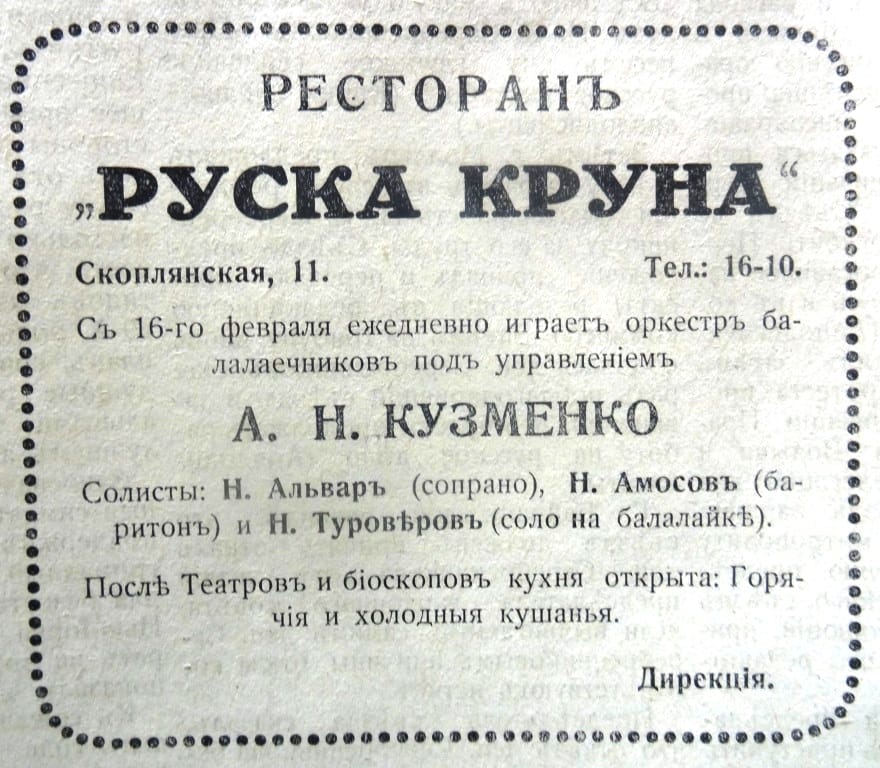 РЕСТОРАНЪ
„РУСКА КРУНА“
Скоплянская, 11. Тел.: 16-10.
Съ 16-го февраля ежедневно играетъ оркестръ ба-
лалаечниковъ подъ управленіемъ
А. Н. КУЗМЕНКО
Солисты: Н. Альваръ (сопрано), Н. Амосовъ (ба-
ритонъ) и Н. Туровѣровъ (соло на балалайкѣ).
Послѣ Театровъ и біоскоповъ кухня открыта: Горя-
чія и холодныя кушанья.
Дирекція.